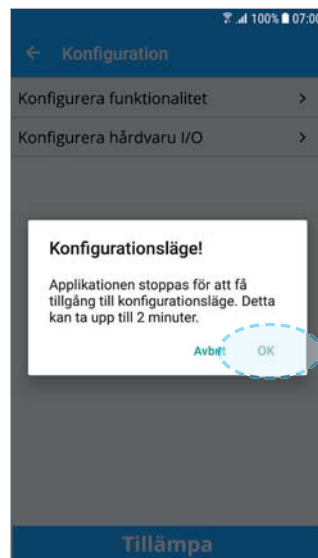 100% 07:00
← Konfiguration
Konfigurera funktionalitet >
Konfigurera hårdvaru I/O >
Konfigurationsläge!
Applikationen stoppas för att få
tillgång till konfigurationsläge. Detta
kan ta upp till 2 minuter.
Avbrt OK
Tillämpa